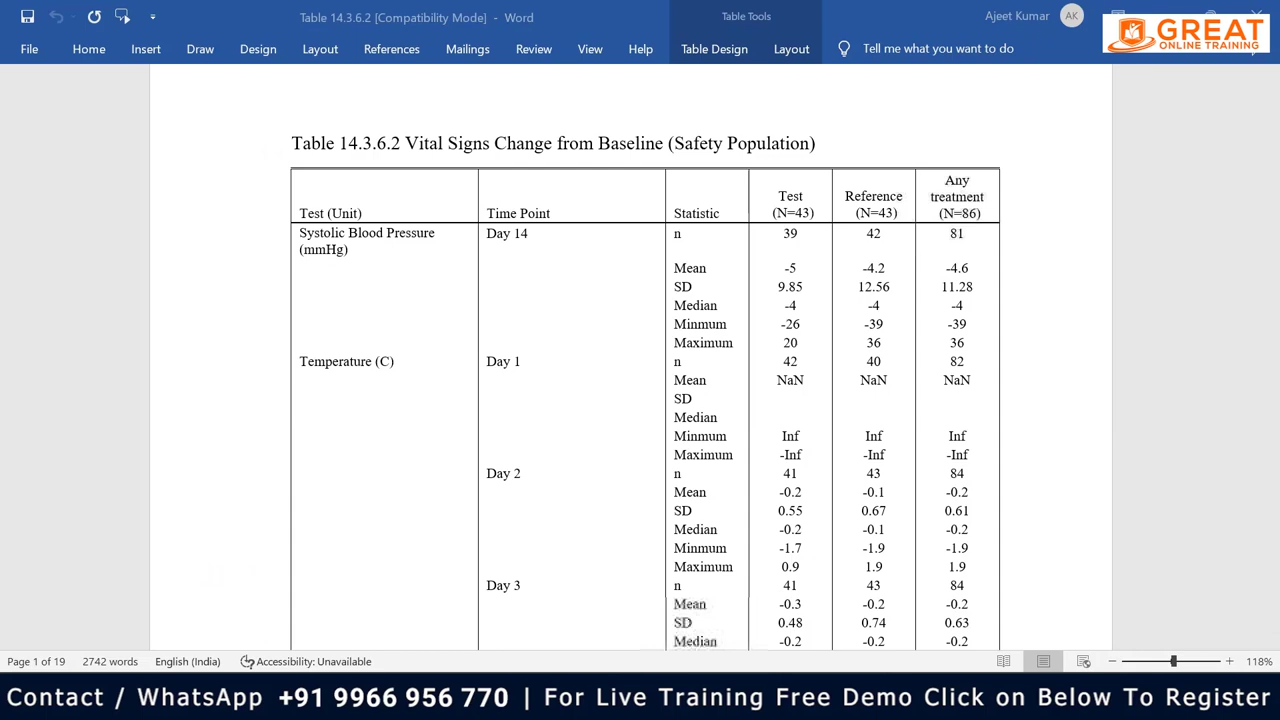 Table 14.3.6.2 [Compatibility Mode] - Word
Table Tools
Ajeet Kumar AK
GREAT
ONLINE TRAINING
File Home Insert Draw Design Layout References Mailings Review View Help Table Design Layout Tell me what you want to do
Table 14.3.6.2 Vital Signs Change from Baseline (Safety Population)
Test (Unit) Time Point Statistic Test (N=43) Reference (N=43) Any treatment (N=86)
Systolic Blood Pressure (mmHg) Day 14 n 39 42 81
Mean -5 -4.2 -4.6
SD 9.85 12.56 11.28
Median -4 -4 -4
Minmum -26 -39 -39
Maximum 20 36 36
Temperature (C) Day 1 n 42 40 82
Mean NaN NaN NaN
SD
Median
Minmum Inf Inf Inf
Maximum -Inf -Inf -Inf
Day 2 n 41 43 84
Mean -0.2 -0.1 -0.2
SD 0.55 0.67 0.61
Median -0.2 -0.1 -0.2
Minmum -1.7 -1.9 -1.9
Maximum 0.9 1.9 1.9
Day 3 n 41 43 84
Mean -0.3 -0.2 -0.2
SD 0.48 0.74 0.63
Median -0.2 -0.2 -0.2
Page 1 of 19 2742 words English (India) Accessibility: Unavailable 118%
Contact / WhatsApp +91 9966 956 770 | For Live Training Free Demo Click on Below To Register